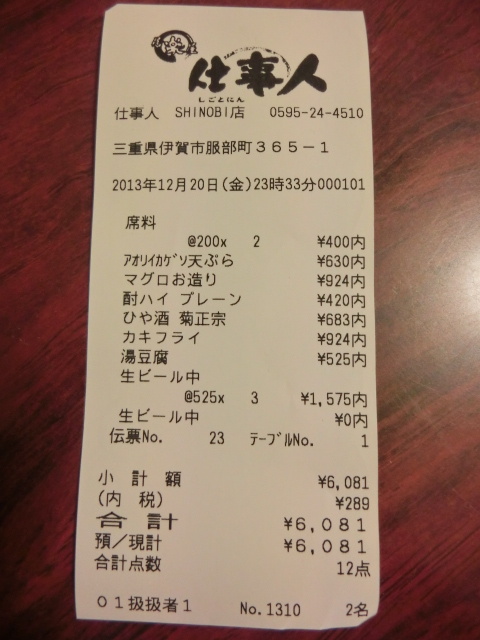 仕事人
しごとにん
仕事人 SHINOBI店 0595-24-4510
三重県伊賀市服部町365-1
2013年12月20日(金)23時33分000101
席料
@200x 2 ¥400内
ｱｵﾘｲｶｹﾞｿ天ぷら ¥630内
マグロお造り ¥924内
酎ハイ プレーン ¥420内
ひや酒 菊正宗 ¥683内
カキフライ ¥924内
湯豆腐 ¥525内
生ビール中
@525x 3 ¥1,575内
生ビール中 ¥0内
伝票No. 23 ﾃｰﾌﾞﾙNo. 1
小計額 ¥6,081
(内 税) ¥289
合計 ¥6,081
預/現計 ¥6,081
合計点数 12点
01扱扱者1 No.1310 2名